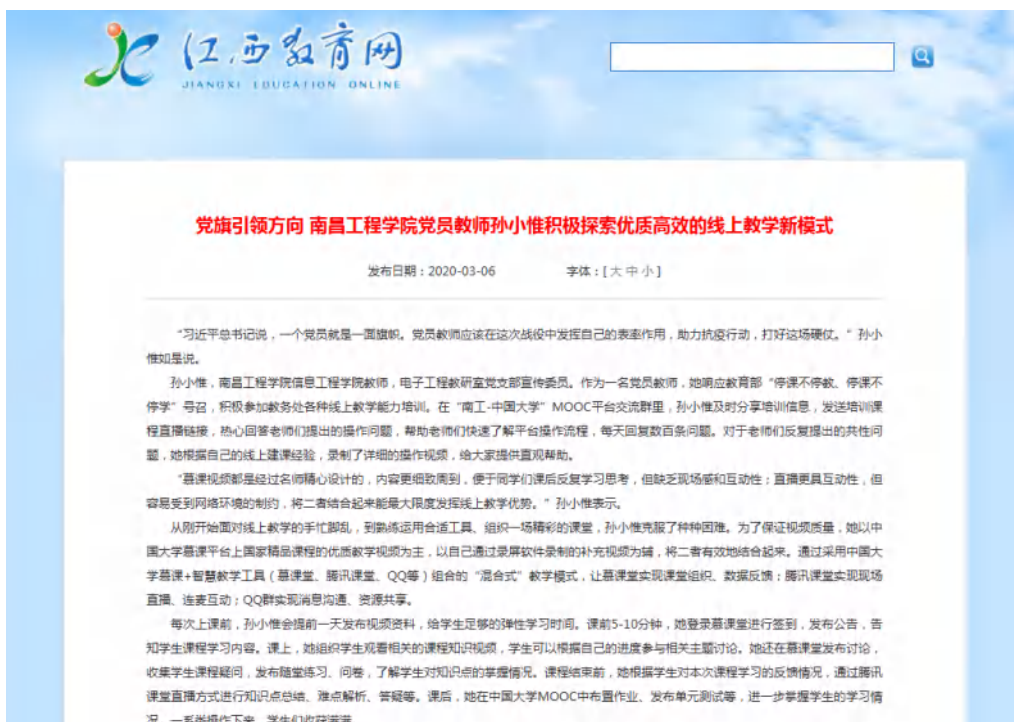 江西教育网
JIANGXI EDUCATION ONLINE
党旗引领方向 南昌工程学院党员教师孙小惟积极探索优质高效的线上教学新模式
发布日期：2020-03-06 字体：[ 大 中 小 ]
“习近平总书记说，一个党员就是一面旗帜。党员教师应该在这次战役中发挥自己的表率作用，助力抗疫行动，打好这场硬仗。”孙小
惟如是说。
孙小惟，南昌工程学院信息工程学院教师，电子工程教研室党支部宣传委员。作为一名党员教师，她响应教育部“停课不停教、停课不
停学”号召，积极参加教务处各种线上教学能力培训。在“南工-中国大学”MOOC平台交流群里，孙小惟及时分享培训信息，发送培训课
程直播链接，热心回答老师们提出的操作问题，帮助老师们快速了解平台操作流程，每天回复数百条问题。对于老师们反复提出的共性问
题，她根据自己的线上建课经验，录制了详细的操作视频，给大家提供直观帮助。
“慕课视频都是经过名师精心设计的，内容更细致周到，便于同学们课后反复学习思考，但缺乏现场感和互动性；直播更具互动性，但
容易受到网络环境的制约，将二者结合起来能最大限度发挥线上教学优势。”孙小惟表示。
从刚开始面对线上教学的手忙脚乱，到熟练运用合适工具、组织一场精彩的课堂，孙小惟克服了种种困难。为了保证视频质量，她以中
国大学慕课平台上国家精品课程的优质教学视频为主，以自己通过录屏软件录制的补充视频为辅，将二者有效地结合起来。通过采用中国大
学慕课+智慧教学工具（慕课堂、腾讯课堂、QQ等）组合的“混合式”教学模式，让慕课堂实现课堂组织、数据反馈；腾讯课堂实现现场
直播、连麦互动；QQ群实现消息沟通、资源共享。
每次上课前，孙小惟会提前一天发布视频资料，给学生足够的弹性学习时间。课前5-10分钟，她登录慕课堂进行签到，发布公告，告
知学生课程学习内容。课上，她组织学生观看相关的课程知识视频，学生可以根据自己的进度参与相关主题讨论。她还在慕课堂发布讨论，
收集学生课程疑问，发布随堂练习、问卷，了解学生对知识点的掌握情况。课程结束前，她根据学生对本次课程学习的反馈情况，通过腾讯
课堂直播方式进行知识点总结、难点解析、答疑等。课后，她在中国大学MOOC中布置作业、发布单元测试等，进一步掌握学生的学习情
况，一系列操作下来，学生们收获满满